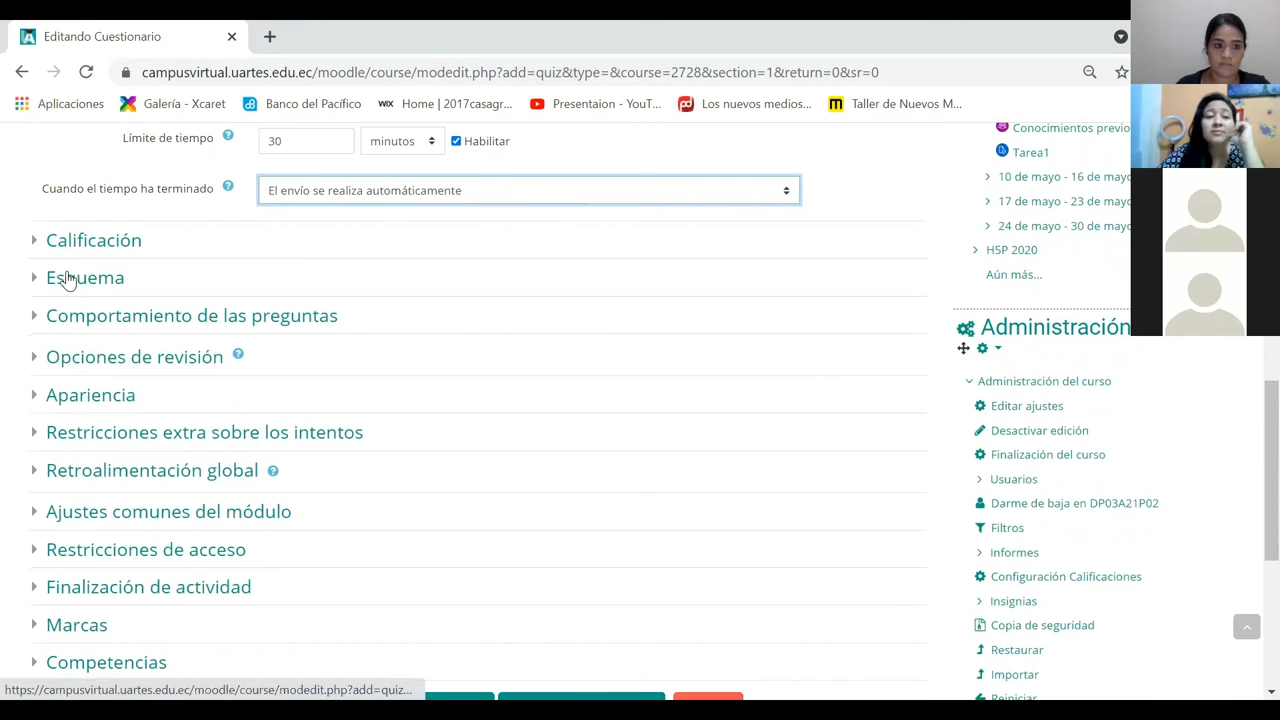 Editando Cuestionario
campusvirtual.uartes.edu.ec/moodle/course/modedit.php?add=quiz&type=&course=2728&section=1&return=0&sr=0
Aplicaciones
Galería - Xcaret
Banco del Pacífico
WIX Home | 2017casagr...
Presentaion - YouT...
Los nuevos medios...
Taller de Nuevos M...
Límite de tiempo
30
minutos
Habilitar
Cuando el tiempo ha terminado
El envío se realiza automáticamente
Calificación
Esquema
Comportamiento de las preguntas
Opciones de revisión
Apariencia
Restricciones extra sobre los intentos
Retroalimentación global
Ajustes comunes del módulo
Restricciones de acceso
Finalización de actividad
Marcas
Competencias
https://campusvirtual.uartes.edu.ec/moodle/course/modedit.php?add=quiz...
Conocimientos previo
Tarea1
10 de mayo - 16 de mayo
17 de mayo - 23 de mayo
24 de mayo - 30 de mayo
H5P 2020
Aún más...
Administración
Administración del curso
Editar ajustes
Desactivar edición
Finalización del curso
Usuarios
Darme de baja en DP03A21P02
Filtros
Informes
Configuración Calificaciones
Insignias
Copia de seguridad
Restaurar
Importar
Reiniciar